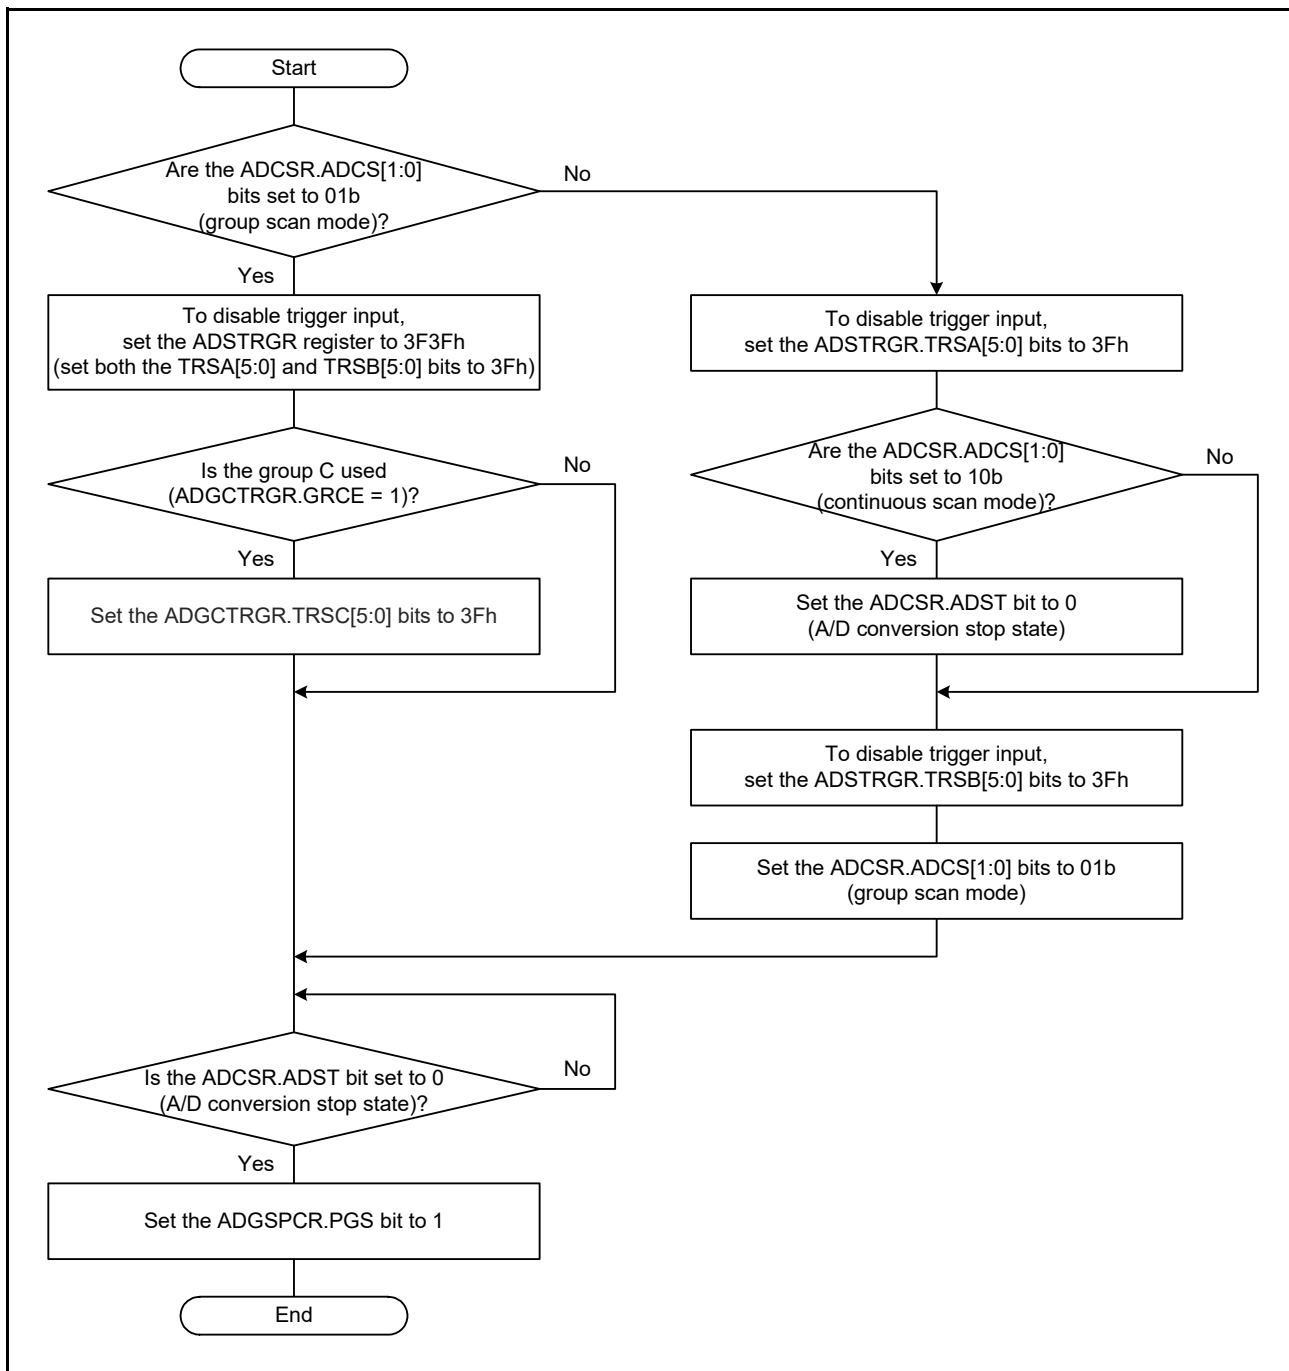 Start
Are the ADCSR.ADCS[1:0]
bits set to 01b
(group scan mode)?
No
Yes
To disable trigger input,
set the ADSTRGR register to 3F3Fh
(set both the TRSA[5:0] and TRSB[5:0] bits to 3Fh)
Is the group C used
(ADGCTRGR.GRCE = 1)?
No
Yes
Set the ADGCTRGR.TRSC[5:0] bits to 3Fh
To disable trigger input,
set the ADSTRGR.TRSA[5:0] bits to 3Fh
Are the ADCSR.ADCS[1:0]
bits set to 10b
(continuous scan mode)?
No
Yes
Set the ADCSR.ADST bit to 0
(A/D conversion stop state)
To disable trigger input,
set the ADSTRGR.TRSB[5:0] bits to 3Fh
Set the ADCSR.ADCS[1:0] bits to 01b
(group scan mode)
Is the ADCSR.ADST bit set to 0
(A/D conversion stop state)?
No
Yes
Set the ADGSPCR.PGS bit to 1
End